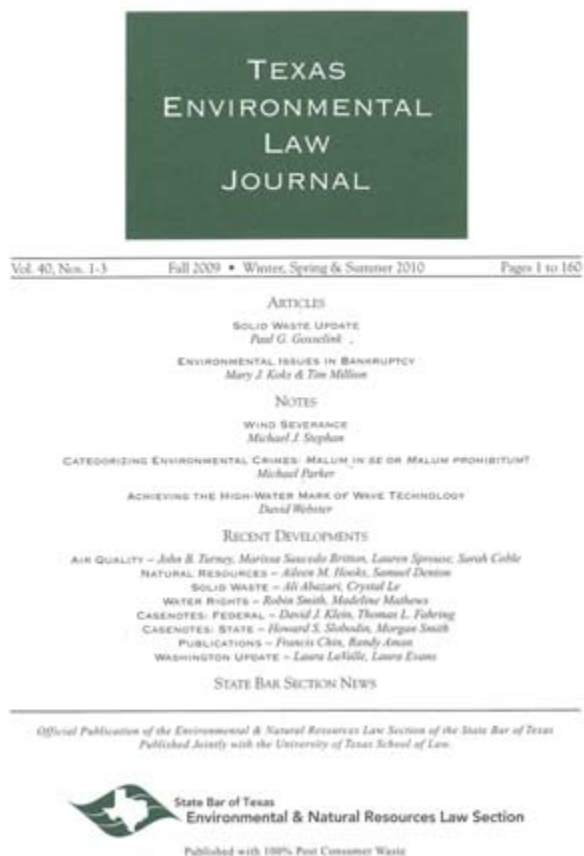 TEXAS
ENVIRONMENTAL
LAW
JOURNAL
Vol. 40, Nos. 1-3 Fall 2009 • Winter, Spring & Summer 2010 Pages 1 to 160
ARTICLES
SOLID WASTE UPDATE
Paul G. Gosselink
ENVIRONMENTAL ISSUES IN BANKRUPTCY
Mary J. Koks & Tim Million
NOTES
WIND SEVERANCE
Michael J. Stephan
CATEGORIZING ENVIRONMENTAL CRIMES: MALUM IN SE OR MALUM PROHIBITUM?
Michael Parker
ACHIEVING THE HIGH-WATER MARK OF WAVE TECHNOLOGY
David Webster
RECENT DEVELOPMENTS
AIR QUALITY – John B. Turney, Marissa Saucedo Britton, Lauren Sprouse, Sarah Coble
NATURAL RESOURCES – Aileen M. Hooks, Samuel Denton
SOLID WASTE – Ali Abazari, Crystal Le
WATER RIGHTS – Robin Smith, Madeline Mathews
CASENOTES: FEDERAL – David J. Klein, Thomas L. Fahring
CASENOTES: STATE – Howard S. Slobodin, Morgan Smith
PUBLICATIONS – Francis Chin, Randy Aman
WASHINGTON UPDATE – Laura LaValle, Laura Evans
STATE BAR SECTION NEWS
Official Publication of the Environmental & Natural Resources Law Section of the State Bar of Texas
Published Jointly with the University of Texas School of Law.
State Bar of Texas
Environmental & Natural Resources Law Section
Published with 100% Post Consumer Waste